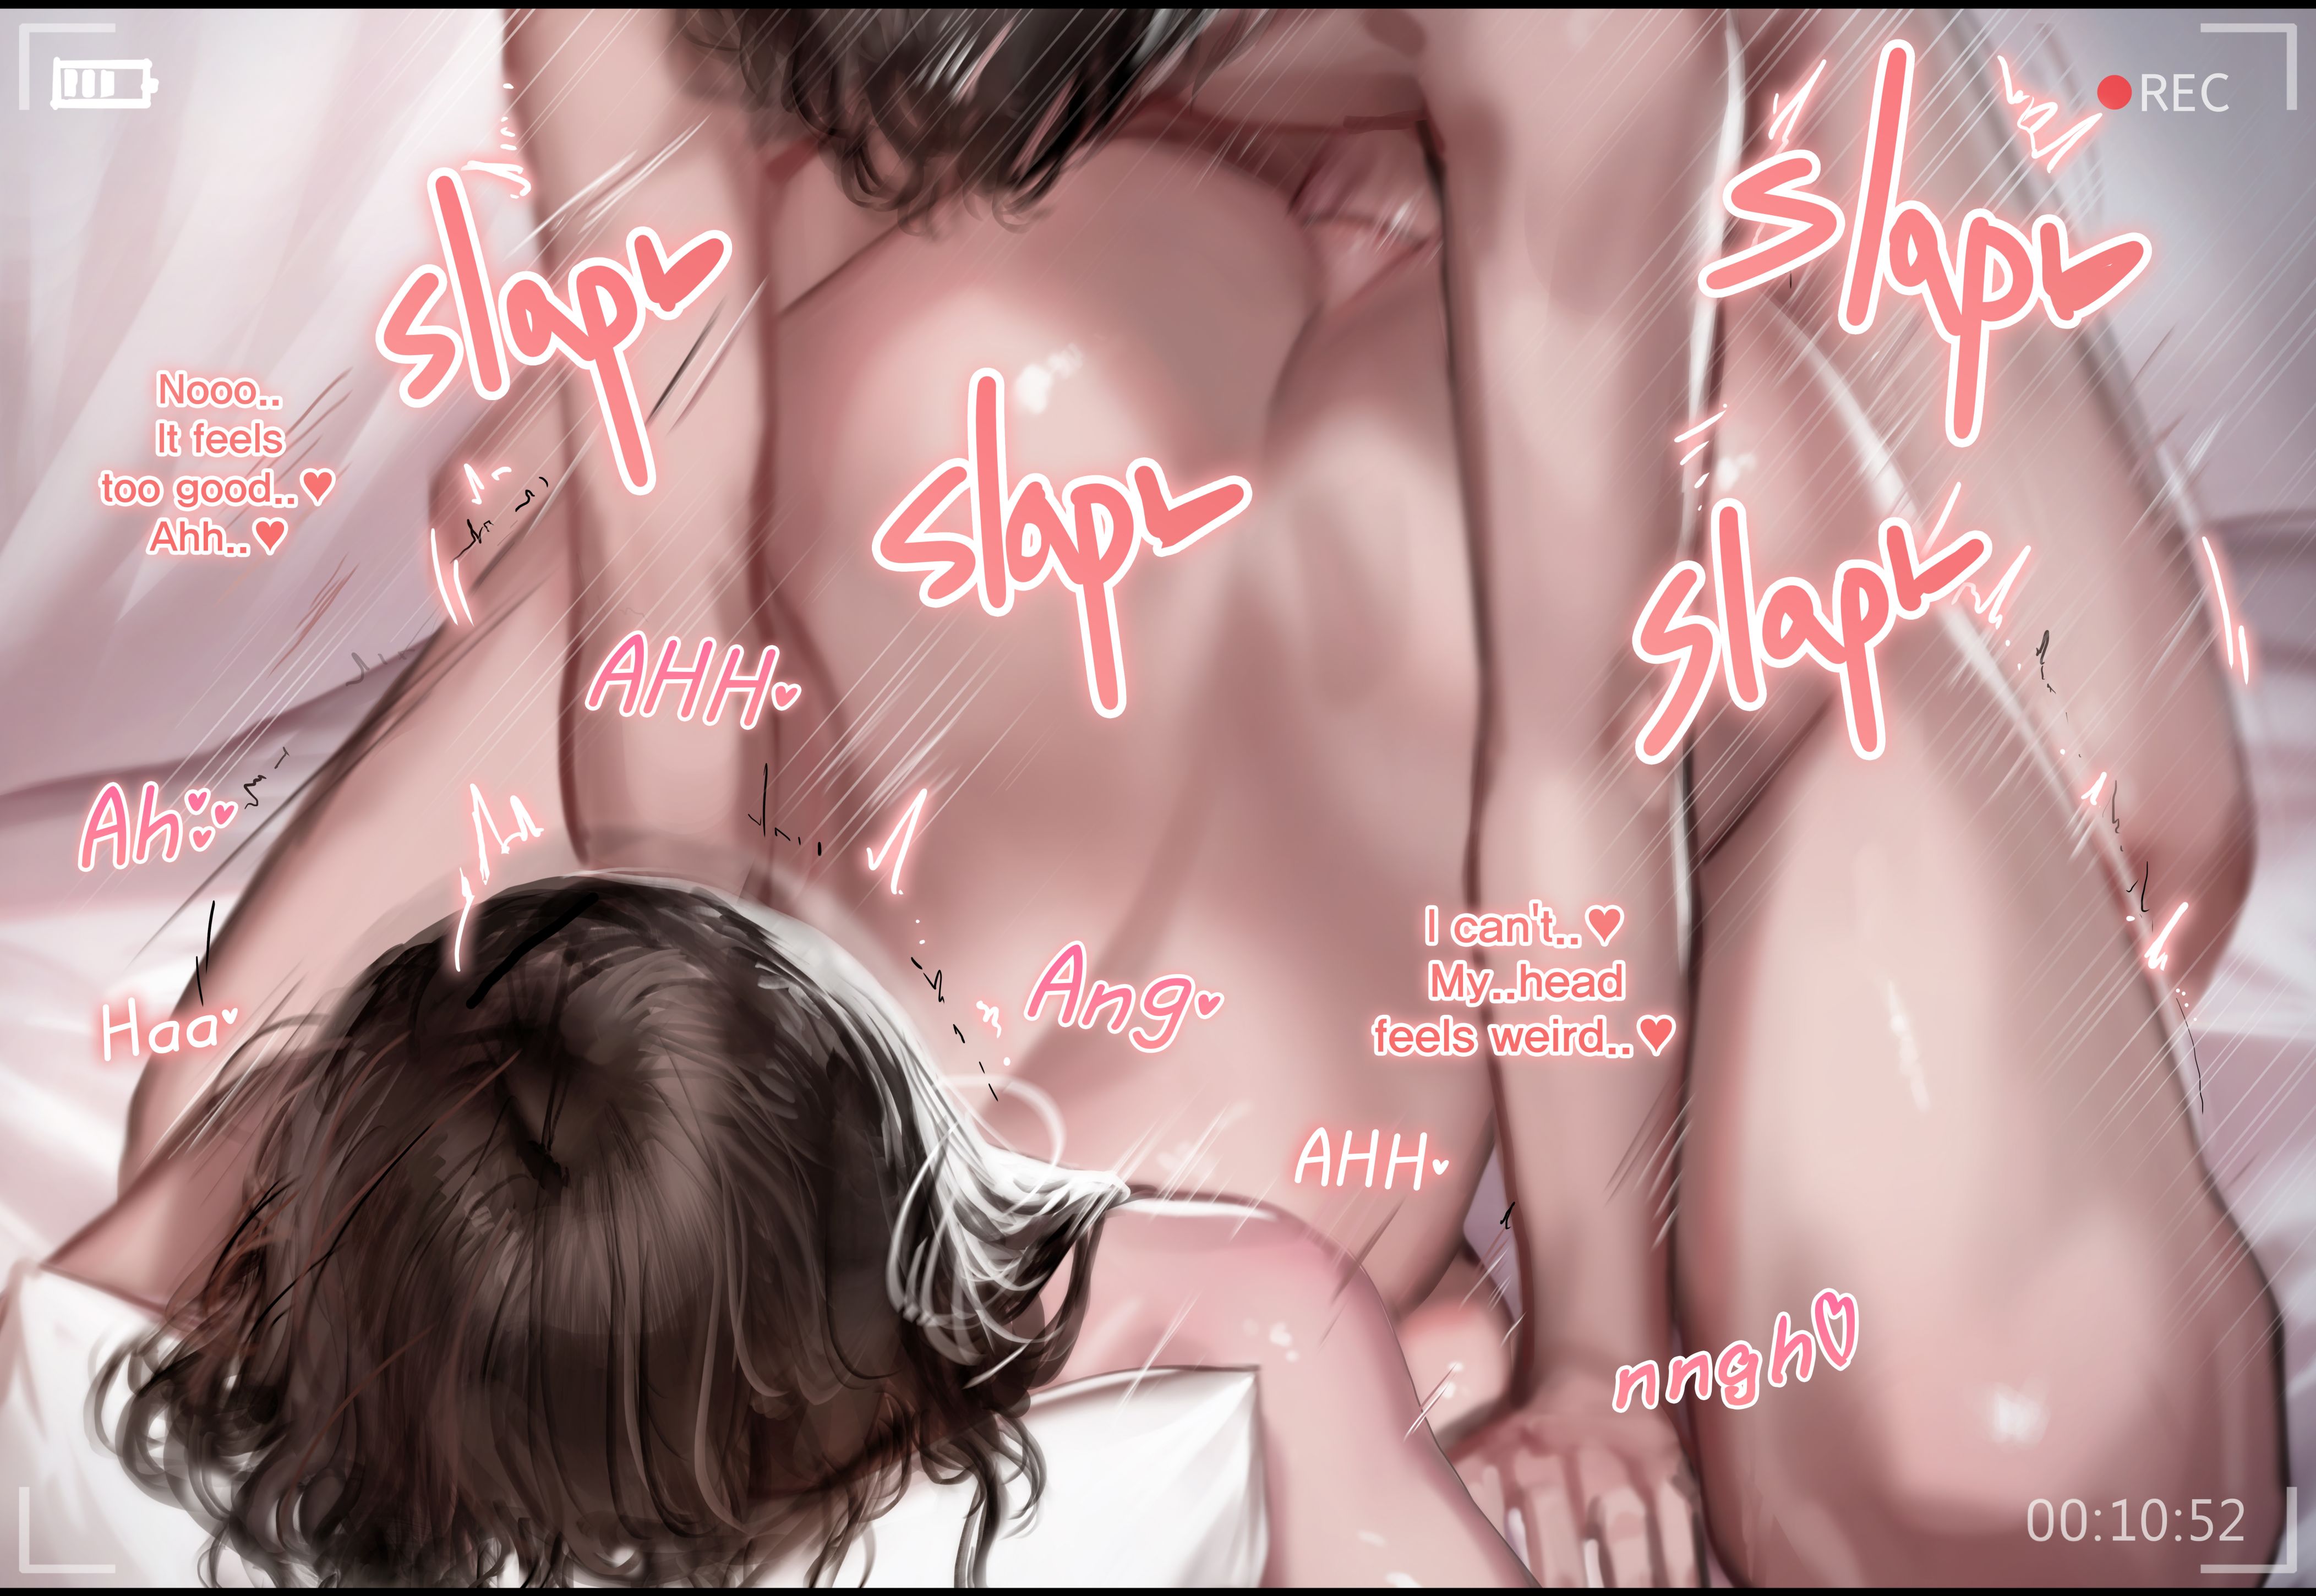 REC
slap
slap
Nooo..
It feels
too good..♥
Ahh..♥
slap
slap
AHH♥
Ah♥♥♥
I can't..♥
My..head
feels weird..♥
Ang♥
Haa♥
AHH♥
nngh♥
00:10:52